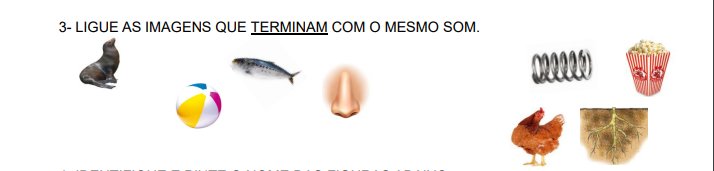 3- LIGUE AS IMAGENS QUE TERMINAM COM O MESMO SOM.